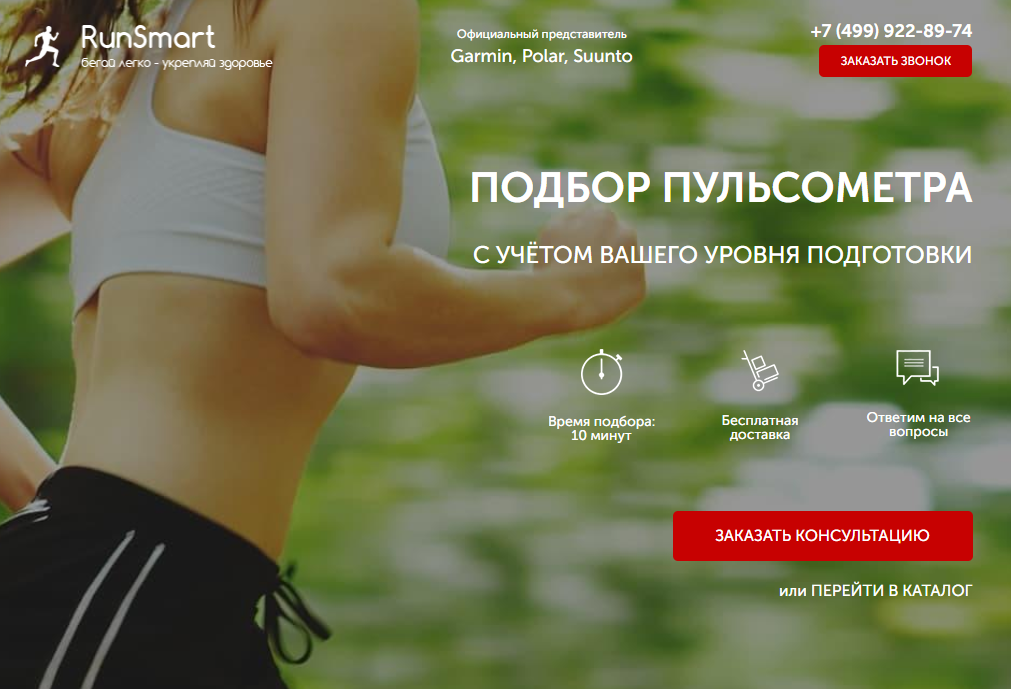 RunSmart
бегай легко - укрепляй здоровье
Официальный представитель
Garmin, Polar, Suunto
+7 (499) 922-89-74
ЗАКАЗАТЬ ЗВОНОК
ПОДБОР ПУЛЬСОМЕТРА
С УЧЁТОМ ВАШЕГО УРОВНЯ ПОДГОТОВКИ
Время подбора:
10 минут
Бесплатная
доставка
Ответим на все
вопросы
ЗАКАЗАТЬ КОНСУЛЬТАЦИЮ
или ПЕРЕЙТИ В КАТАЛОГ